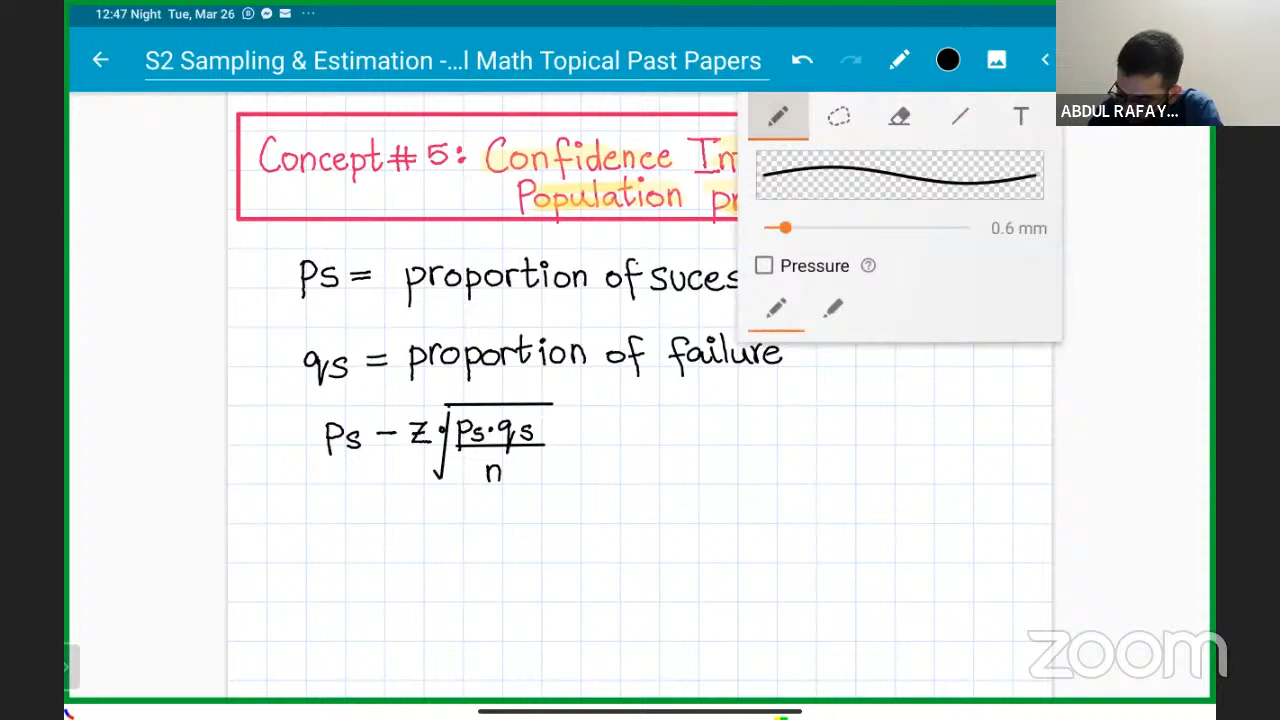 12:47 Night Tue, Mar 26 ...
S2 Sampling & Estimation -...l Math Topical Past Papers
ABDUL RAFAY...
T
Concept # 5: Confidence In
Population pr
0.6 mm
Pressure ?
Ps = proportion of suces
qs = proportion of failure
Ps - z·√ps·qs
n
zoom